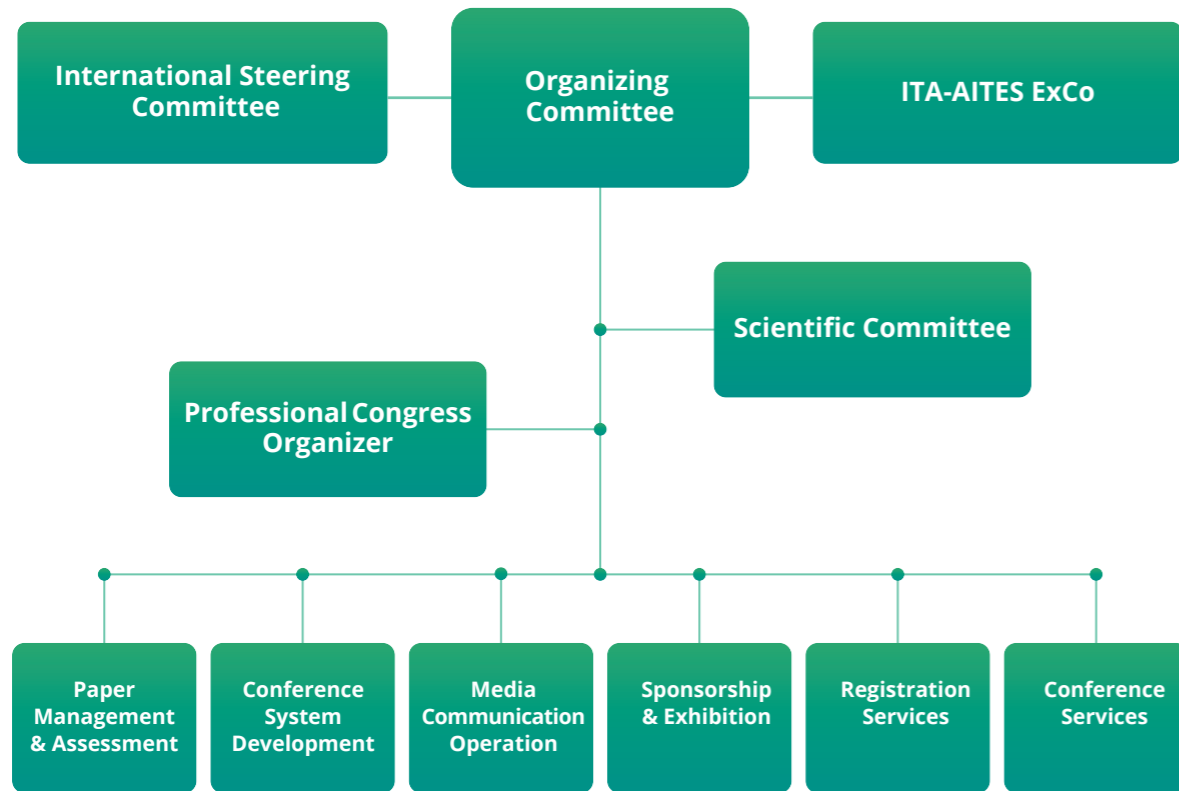 International Steering
Committee
Organizing
Committee
ITA-AITES ExCo
Scientific Committee
Professional Congress
Organizer
Paper
Management
& Assessment
Conference
System
Development
Media
Communication
Operation
Sponsorship
& Exhibition
Registration
Services
Conference
Services